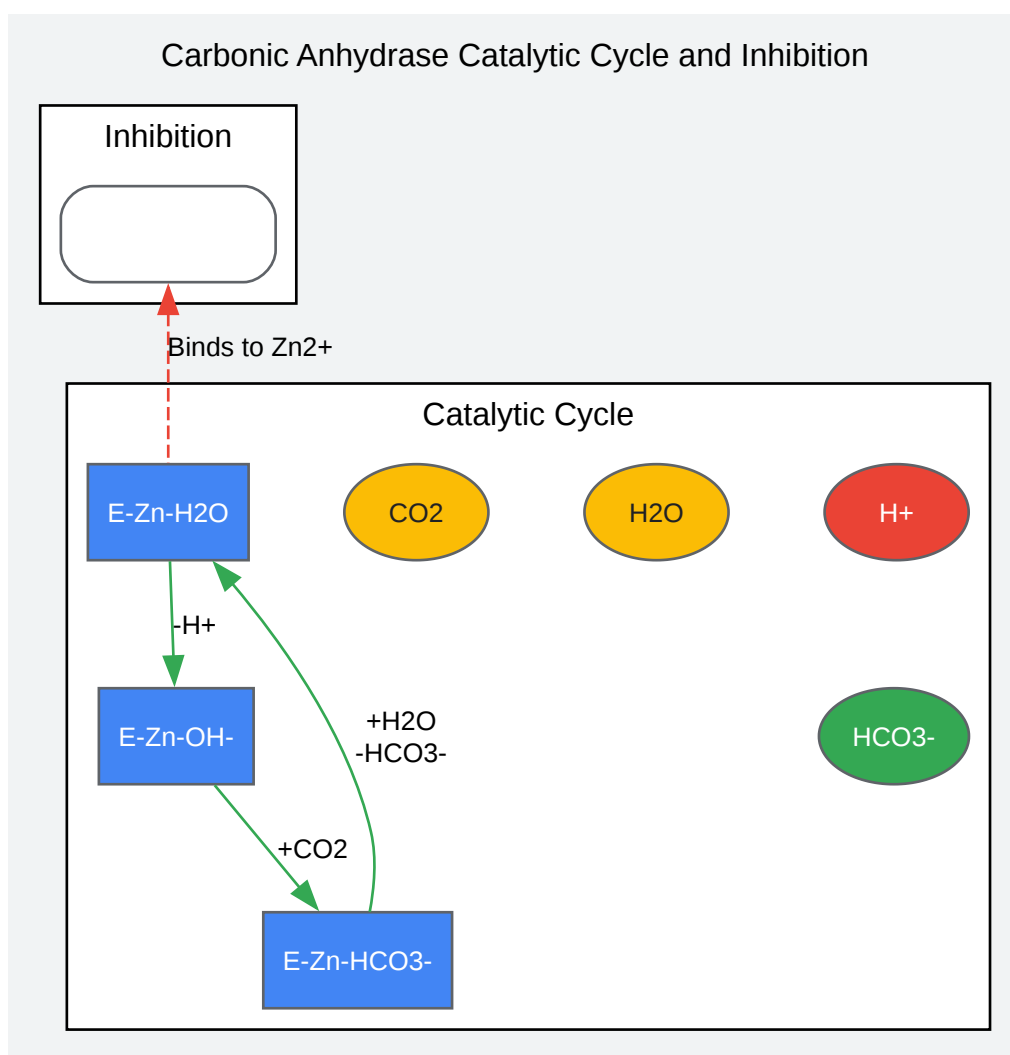 Carbonic Anhydrase Catalytic Cycle and Inhibition
Inhibition
Binds to Zn2+
Catalytic Cycle
E-Zn-H2O
CO2
H2O
H+
-H+
E-Zn-OH-
+H2O
-HCO3-
HCO3-
+CO2
E-Zn-HCO3-